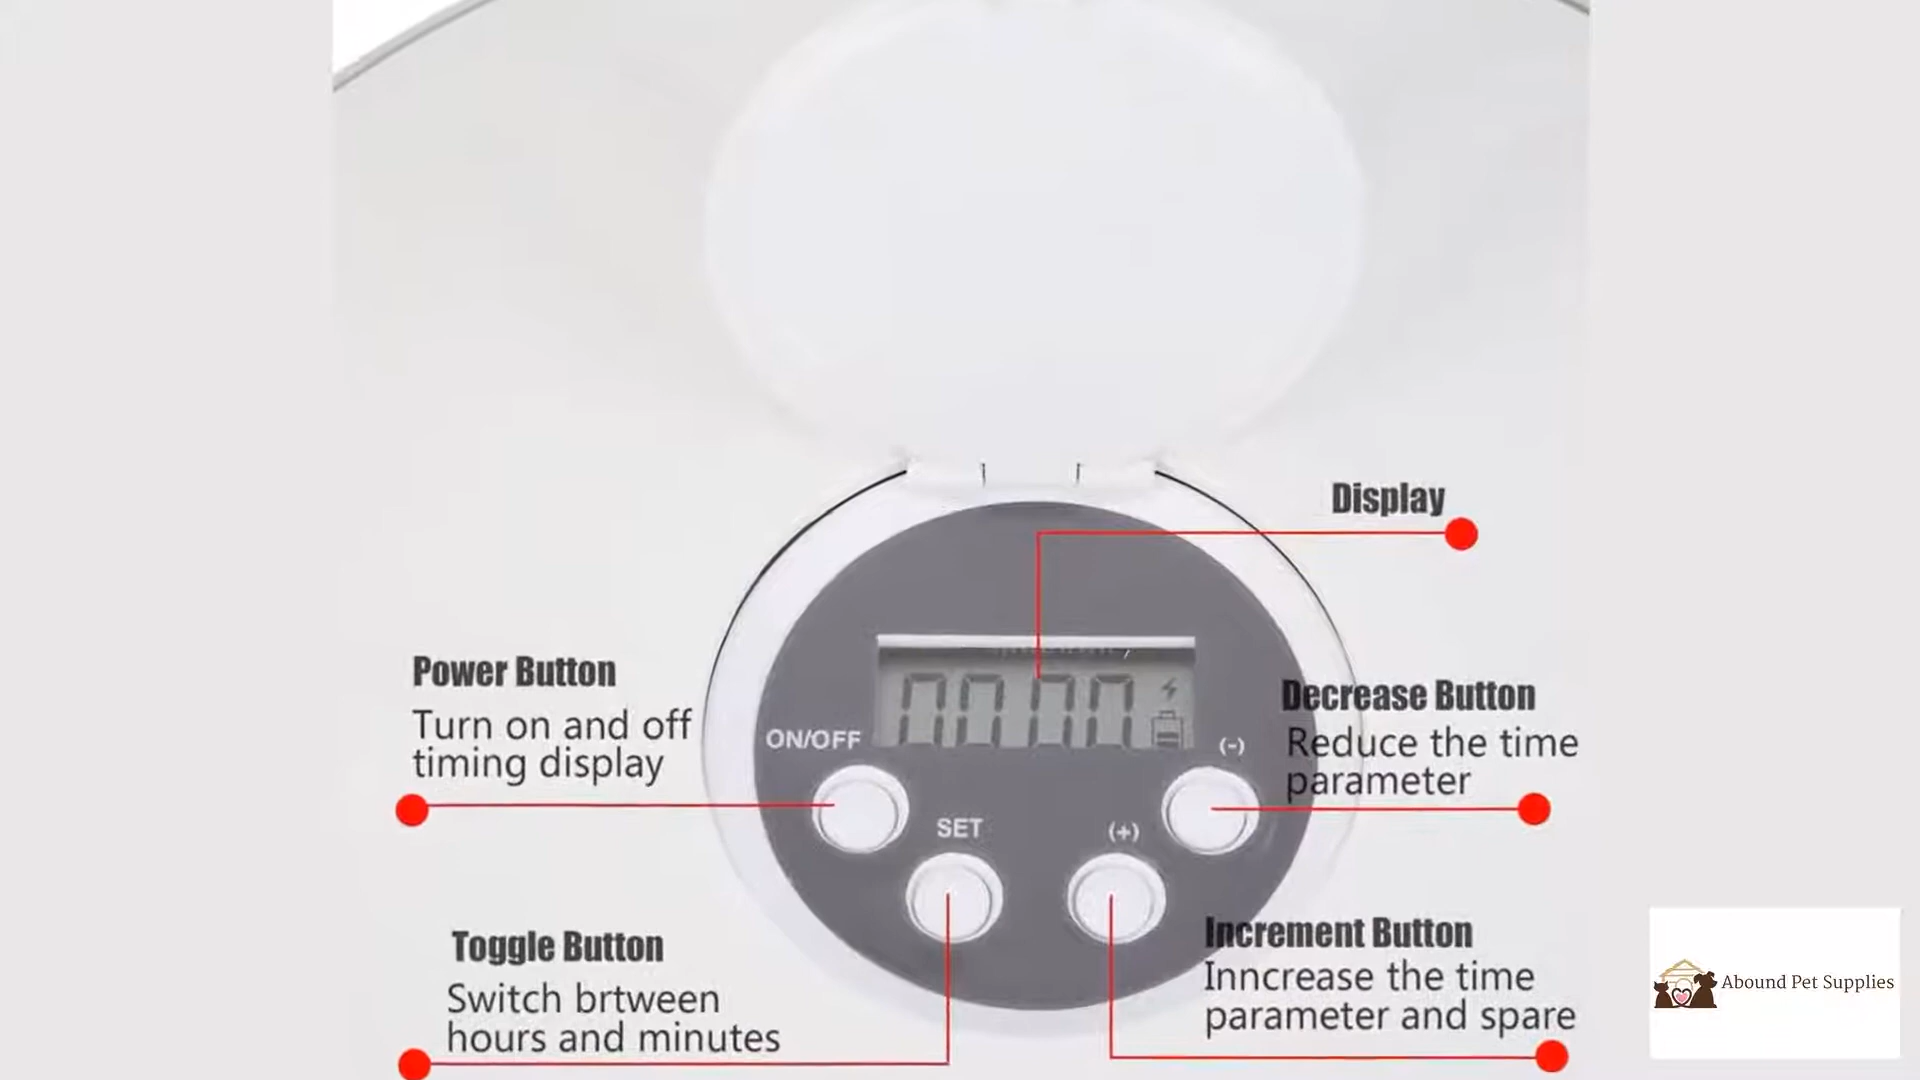 Display
Power Button
Turn on and off
timing display
ON/OFF
Decrease Button
(-)
Reduce the time
parameter
SET
(+)
Toggle Button
Switch brtween
hours and minutes
Increment Button
Inncrease the time
parameter and spare
Abound Pet Supplies